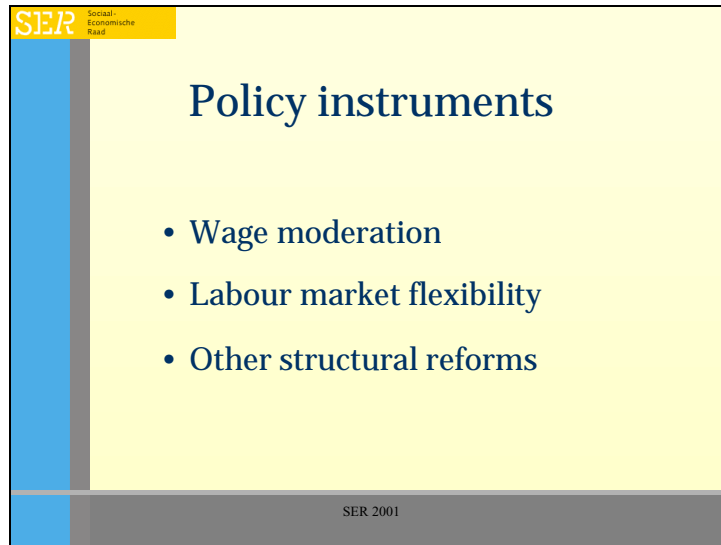 SER
Sociaal-
Economische
Raad
Policy instruments
• Wage moderation
• Labour market flexibility
• Other structural reforms
SER 2001